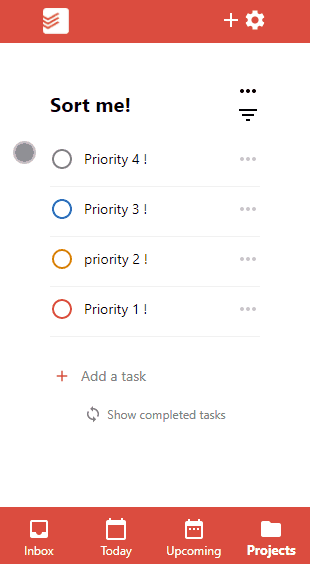 Sort me!
Priority 4 !
Priority 3 !
priority 2 !
Priority 1 !
Add a task
Show completed tasks
Inbox Today Upcoming Projects